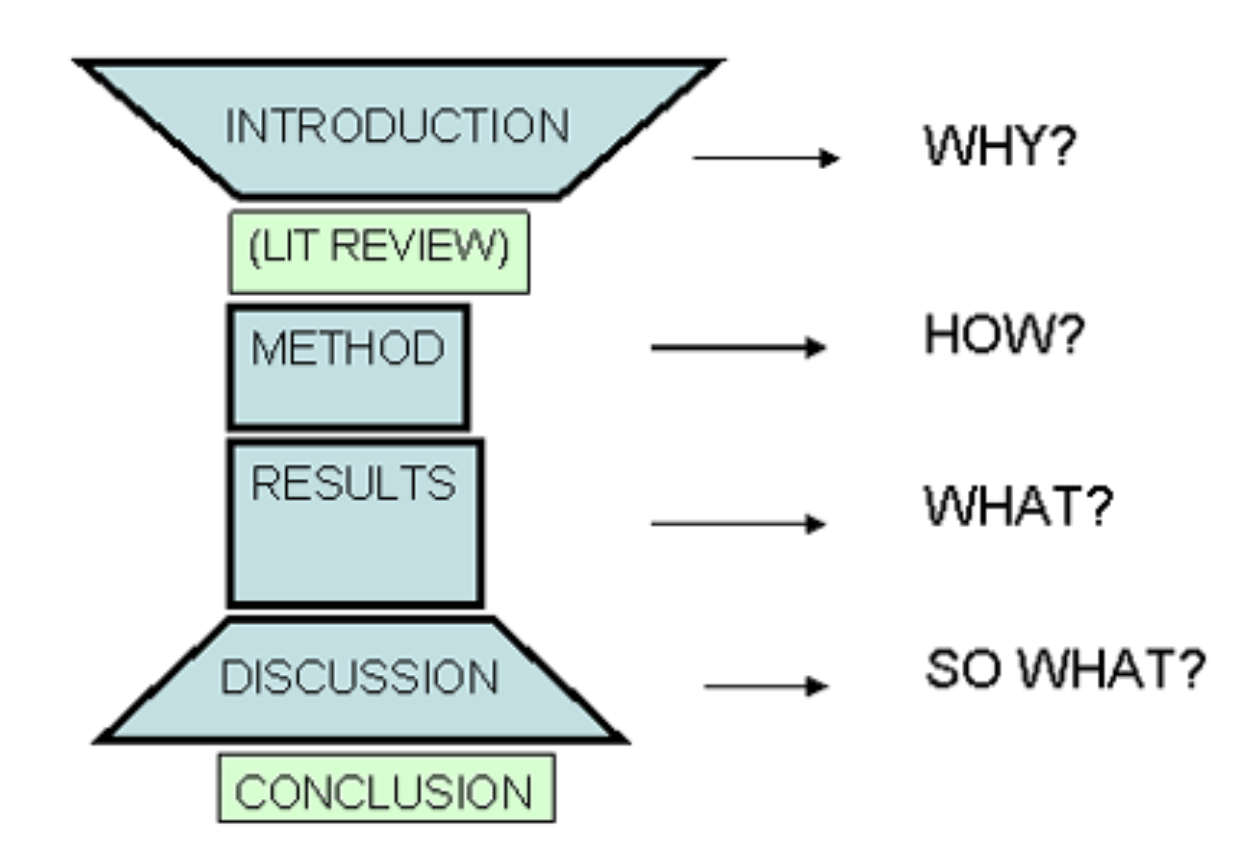 INTRODUCTION
WHY?
(LIT REVIEW)
METHOD
HOW?
RESULTS
WHAT?
DISCUSSION
SO WHAT?
CONCLUSION